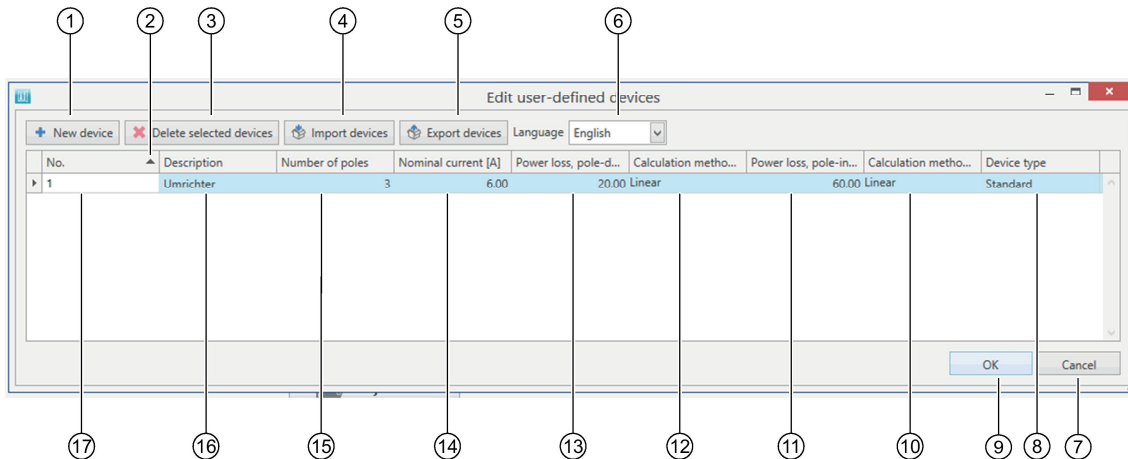 1 2 3 4 5 6
Edit user-defined devices
New device Delete selected devices Import devices Export devices Language English
No. Description Number of poles Nominal current [A] Power loss, pole-d... Calculation metho... Power loss, pole-in... Calculation metho... Device type
1 Umrichter 3 6.00 20.00 Linear 60.00 Linear Standard
OK Cancel
17 16 15 14 13 12 11 10 9 8 7